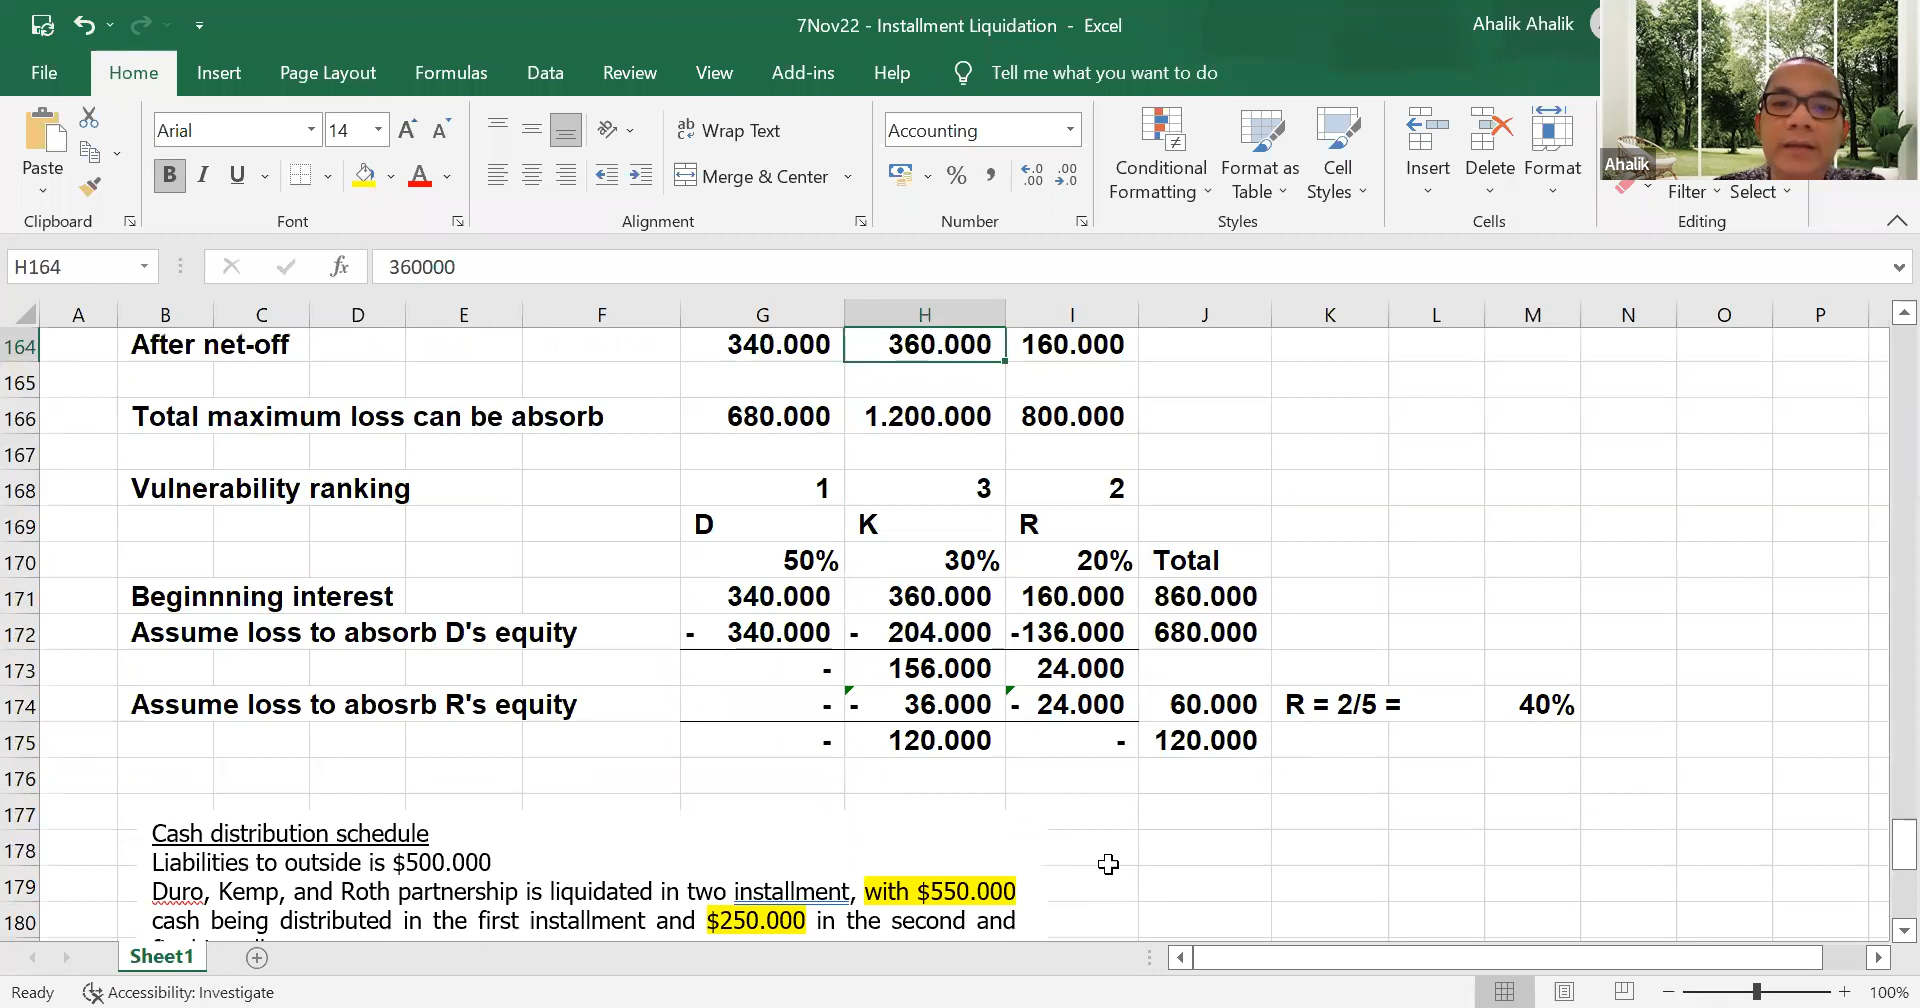 7Nov22 - Installment Liquidation - Excel
Ahalik Ahalik
File Home Insert Page Layout Formulas Data Review View Add-ins Help Tell me what you want to do
Ahalik
Paste
Arial 14
B I U A
Wrap Text
Merge & Center
Accounting
Conditional Formatting
Format as Table
Cell Styles
Insert Delete Format
Filter Select
Clipboard Font Alignment Number Styles Cells Editing
H164 fx 360000
A B C D E F G H I J K L M N O P
164 After net-off 340.000 360.000 160.000
165
166 Total maximum loss can be absorb 680.000 1.200.000 800.000
167
168 Vulnerability ranking 1 3 2
169 D K R
170 50% 30% 20% Total
171 Beginnning interest 340.000 360.000 160.000 860.000
172 Assume loss to absorb D's equity - 340.000 - 204.000 -136.000 680.000
173 - 156.000 24.000
174 Assume loss to abosrb R's equity - - 36.000 - 24.000 60.000 R = 2/5 = 40%
175 - 120.000 - 120.000
176
177
Cash distribution schedule
178
Liabilities to outside is $500.000
179
Duro, Kemp, and Roth partnership is liquidated in two installment, with $550.000
180 cash being distributed in the first installment and $250.000 in the second and
Sheet1
Ready Accessibility: Investigate 100%